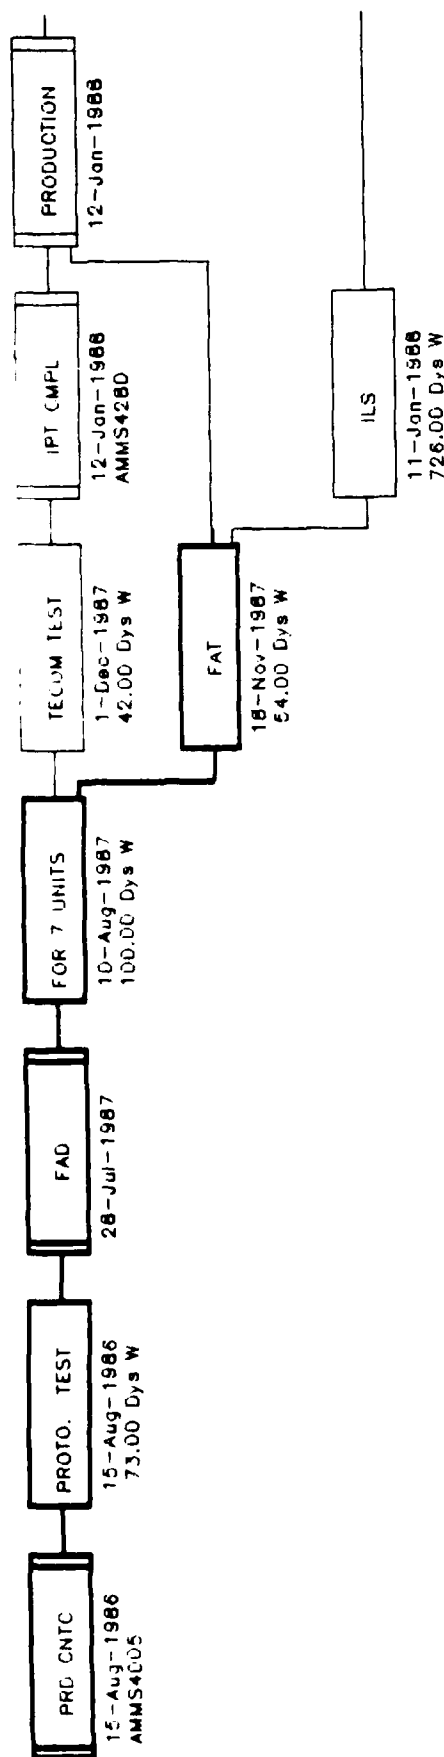 PRD CNTC
15-Aug-1986
AMMS4005
PROTO. TEST
15-Aug-1986
73.00 Dys W
FAD
28-Jul-1987
FOR 7 UNITS
10-Aug-1987
100.00 Dys W
TECOM TEST
1-Dec-1987
42.00 Dys W
IPT CMPL
12-Jan-1988
AMMS428D
PRODUCTION
12-Jan-1988
FAT
18-Nov-1987
54.00 Dys W
ILS
11-Jan-1988
726.00 Dys W